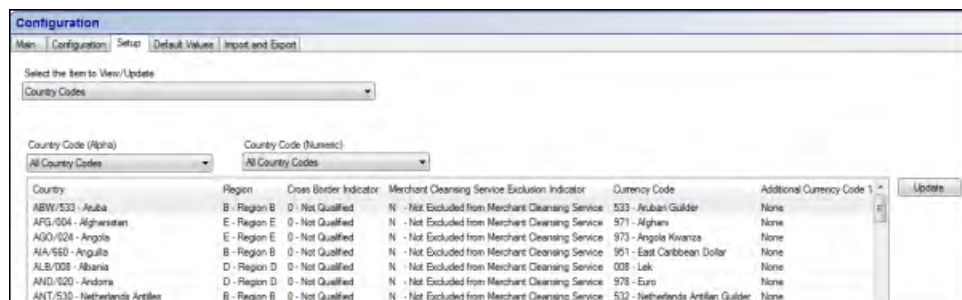 Configuration
Main Configuration Setup Default Values Import and Export
Select the Item to View/Update
Country Codes
Country Code (Alpha) Country Code (Numeric)
All Country Codes All Country Codes
Country Region Cross Border Indicator Merchant Cleansing Service Exclusion Indicator Currency Code Additional Currency Code 1 Update
ABW/533 - Aruba B - Region B 0 - Not Qualified N - Not Excluded from Merchant Cleansing Service 533 - Aruban Guilder None
AFG/004 - Afghanistan E - Region E 0 - Not Qualified N - Not Excluded from Merchant Cleansing Service 971 - Afghani None
AGO/024 - Angola E - Region E 0 - Not Qualified N - Not Excluded from Merchant Cleansing Service 973 - Angola Kwanza None
AIA/660 - Anguilla B - Region B 0 - Not Qualified N - Not Excluded from Merchant Cleansing Service 951 - East Caribbean Dollar None
ALB/008 - Albania D - Region D 0 - Not Qualified N - Not Excluded from Merchant Cleansing Service 008 - Lek None
AND/020 - Andorra D - Region D 0 - Not Qualified N - Not Excluded from Merchant Cleansing Service 978 - Euro None
ANT/530 - Netherlands Antilles B - Region B 0 - Not Qualified N - Not Excluded from Merchant Cleansing Service 532 - Netherlands Antillian Guilder None